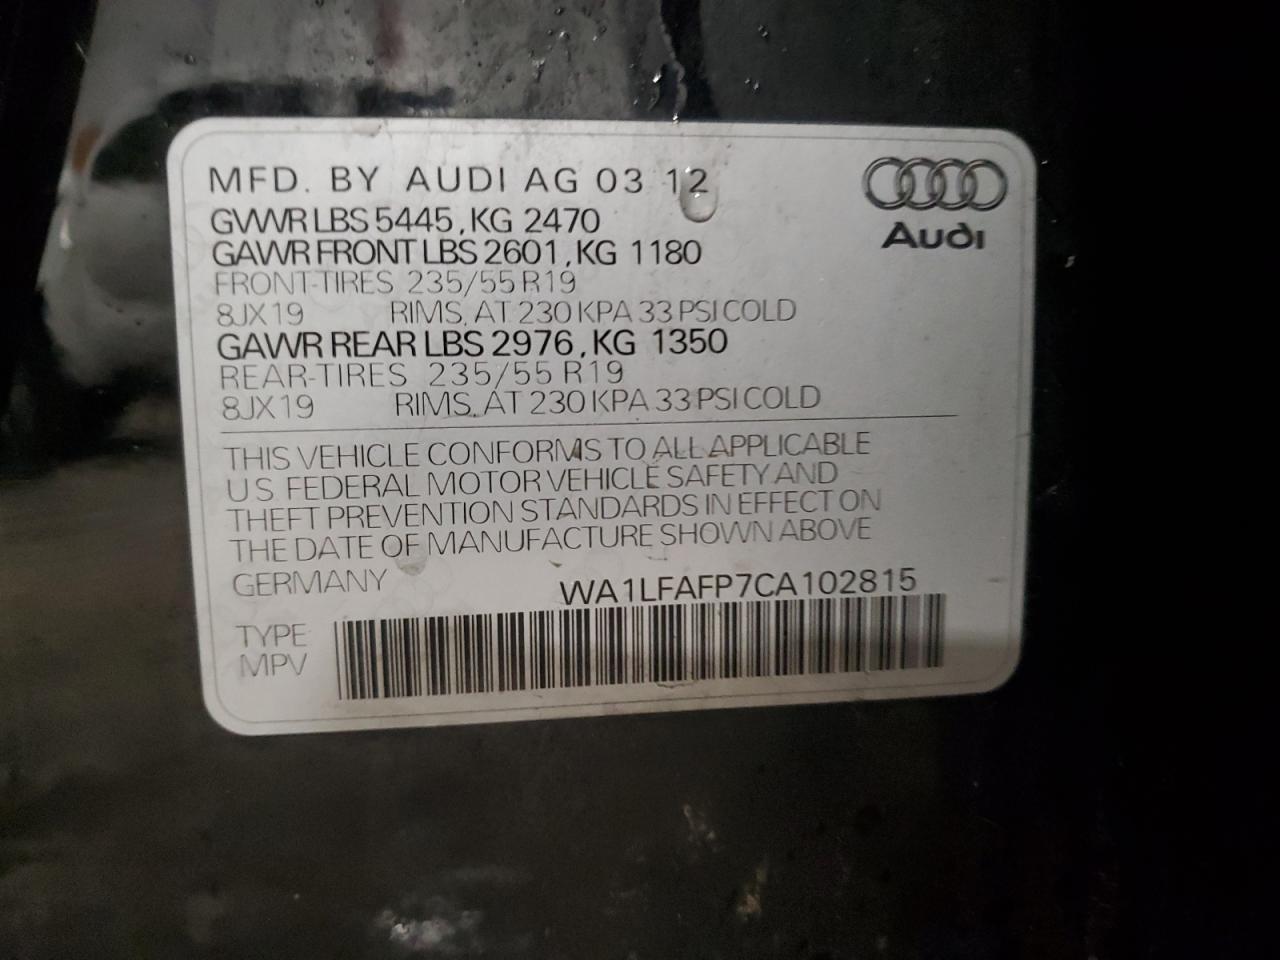 MFD. BY AUDI AG 03 12
Audi
GVWR LBS 5445, KG 2470
GAWR FRONT LBS 2601, KG 1180
FRONT-TIRES 235/55 R19
8JX19 RIMS, AT 230 KPA 33 PSI COLD
GAWR REAR LBS 2976, KG 1350
REAR-TIRES 235/55 R19
8JX19 RIMS, AT 230 KPA 33 PSI COLD
THIS VEHICLE CONFORMS TO ALL APPLICABLE
US FEDERAL MOTOR VEHICLE SAFETY AND
THEFT PREVENTION STANDARDS IN EFFECT ON
THE DATE OF MANUFACTURE SHOWN ABOVE
GERMANY WA1LFAFP7CA102815
TYPE
MPV